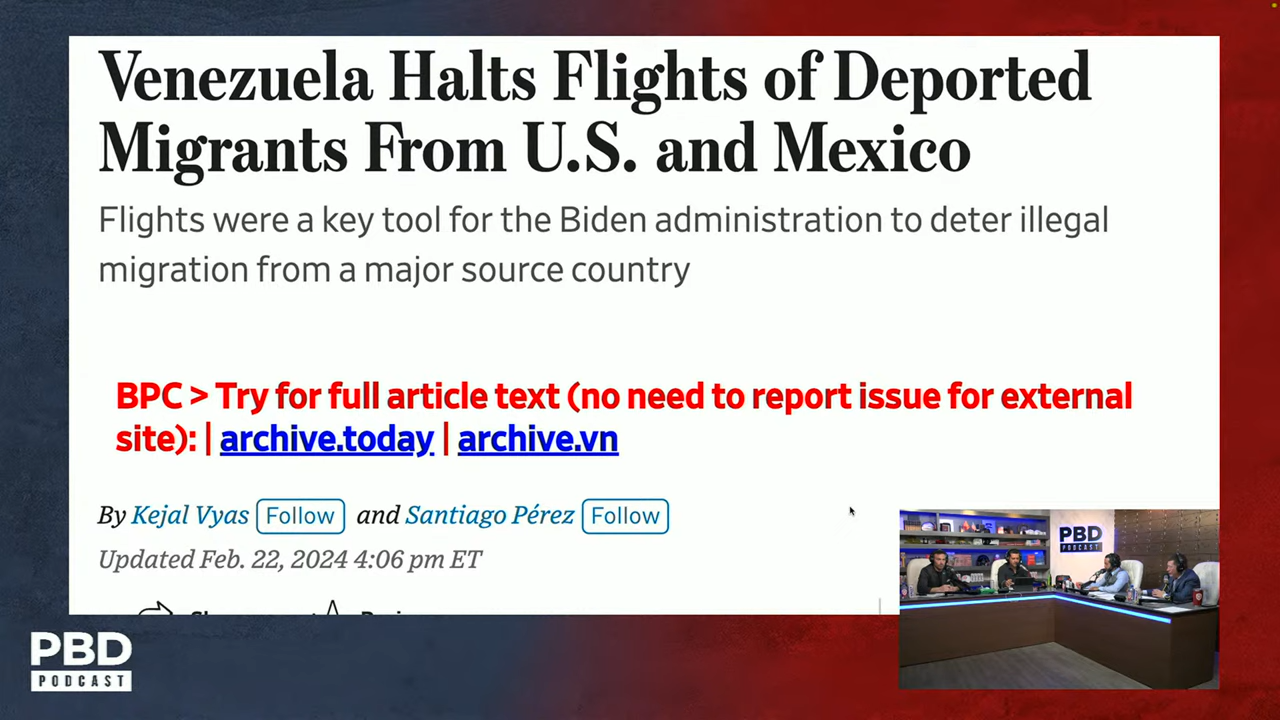 Venezuela Halts Flights of Deported
Migrants From U.S. and Mexico
Flights were a key tool for the Biden administration to deter illegal
migration from a major source country
BPC > Try for full article text (no need to report issue for external
site): | archive.today | archive.vn
By Kejal Vyas Follow and Santiago Pérez Follow
Updated Feb. 22, 2024 4:06 pm ET
PBD
PODCAST
PBD
PODCAST